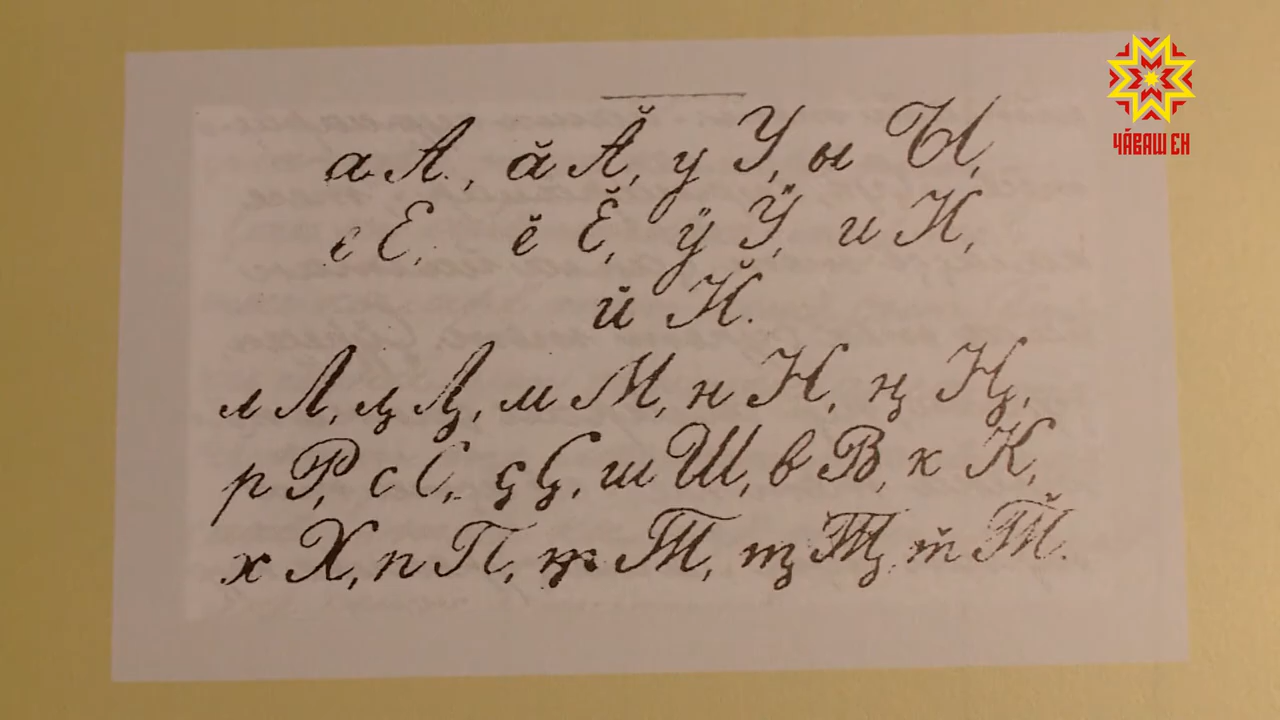 а А, ӑ Ӑ, у У, ы Ы,
е Е, ӗ Ӗ, ӱ Ӱ, и И,
й Й.
л Л, љ Љ, м М, н Н, ң Ң,
р Р, с С, ҫ Ҫ, ш Ш, в В, к К,
х Х, п П, т Т, т̡ Т̡, т̌ Т̌.
ЧӐВАШ ЕН